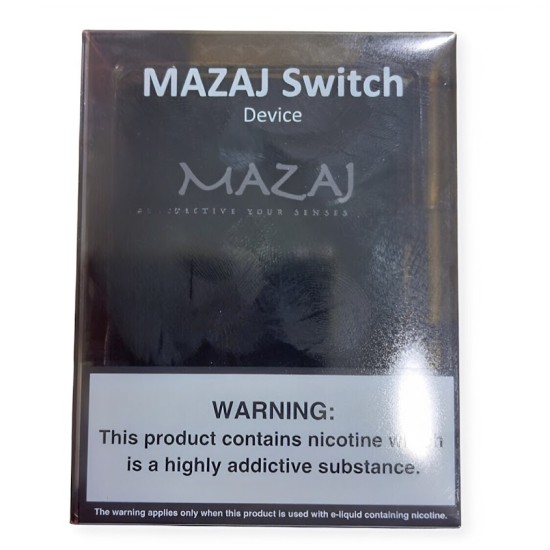 MAZAJ Switch
Device
MAZAJ
YOUR SENSES
WARNING:
This product contains nicotine
is a highly addictive substance.
The warning applies only when this product is used with e-liquid containing nicotine.